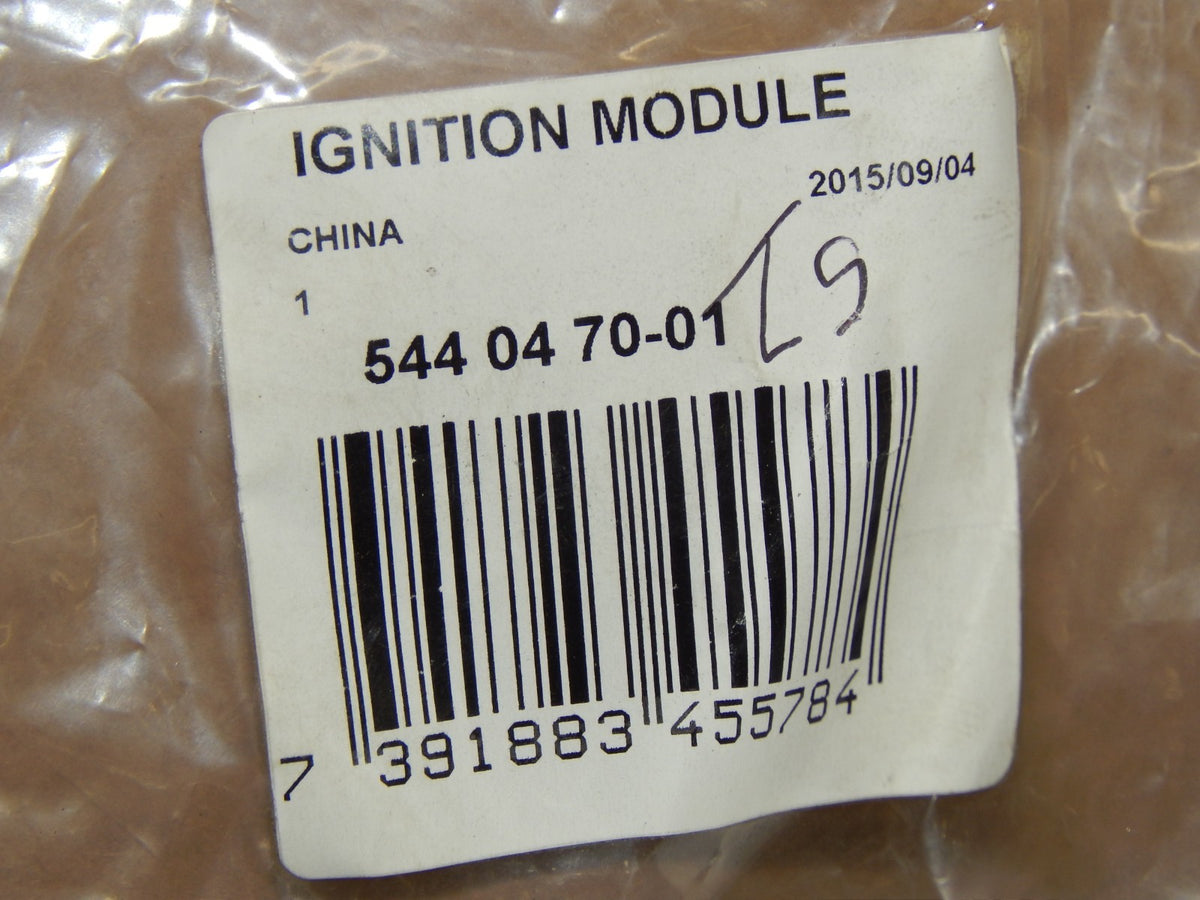 IGNITION MODULE
2015/09/04
CHINA
1
544 04 70-01
7 391883 455784